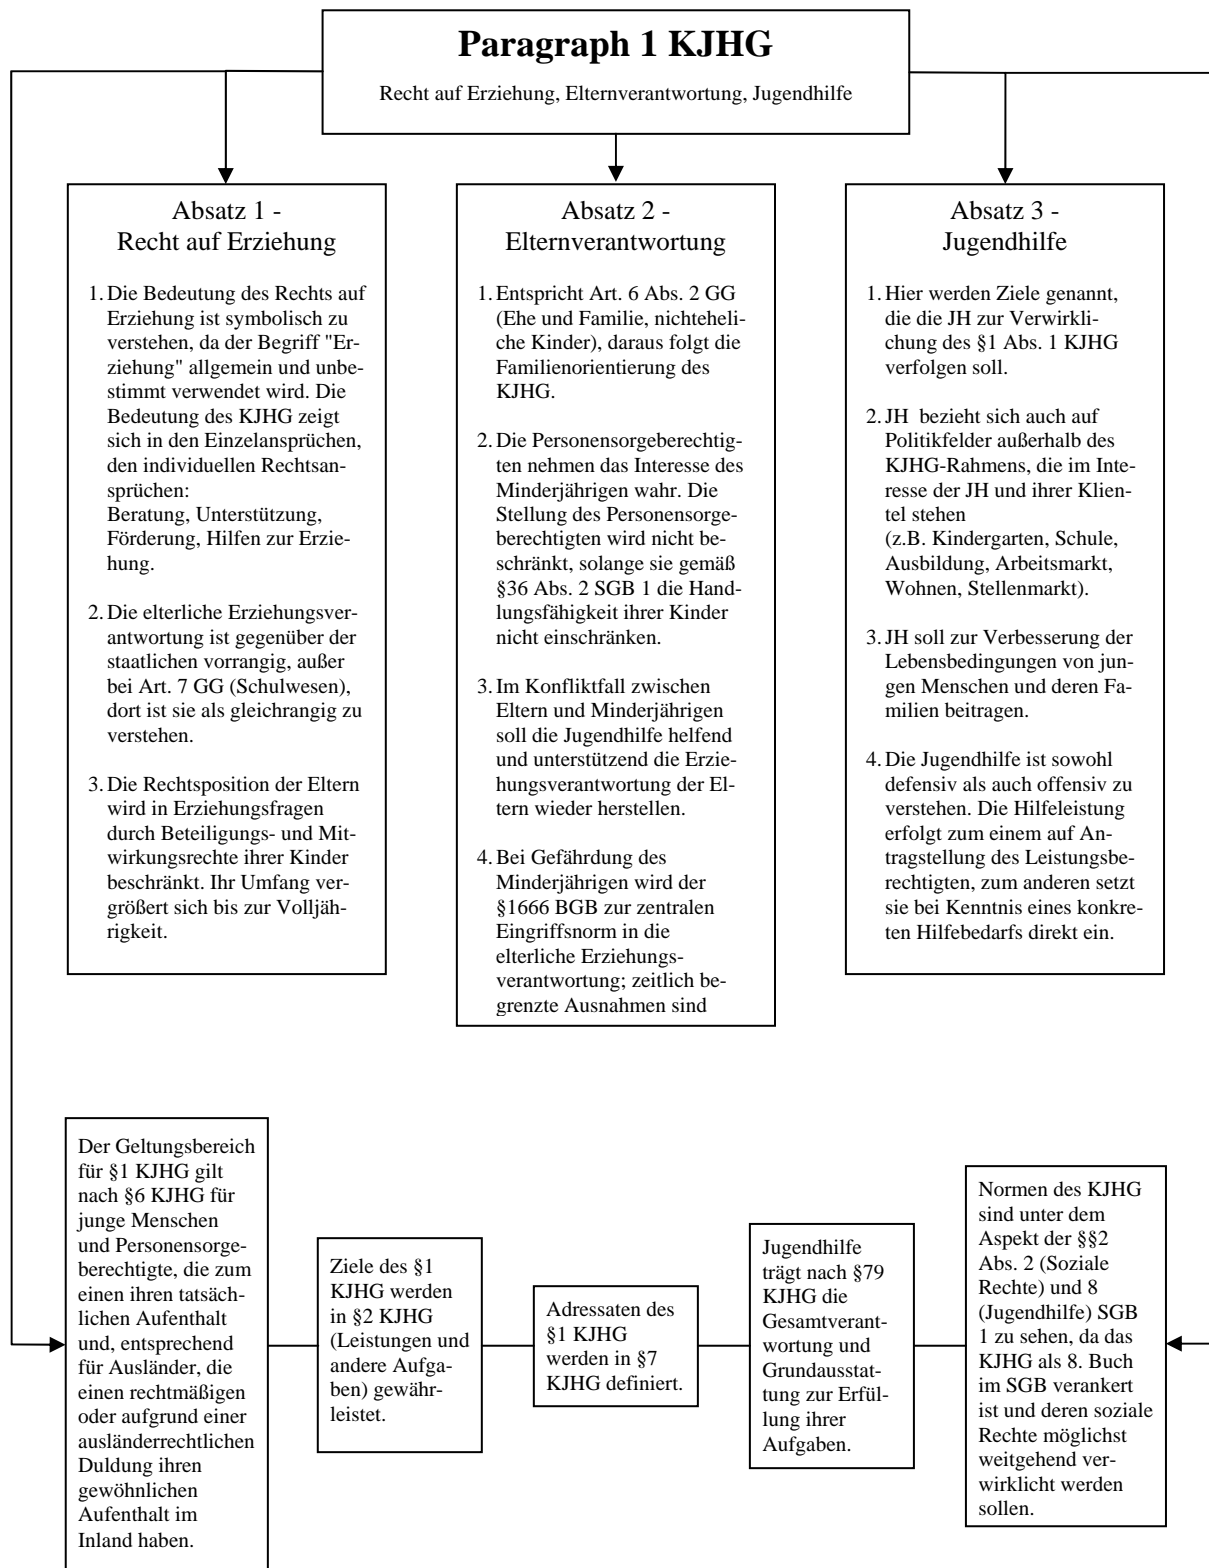 Paragraph 1 KJHG
Recht auf Erziehung, Elternverantwortung, Jugendhilfe
Absatz 1 -
Recht auf Erziehung
1. Die Bedeutung des Rechts auf
Erziehung ist symbolisch zu
verstehen, da der Begriff "Er-
ziehung" allgemein und unbe-
stimmt verwendet wird. Die
Bedeutung des KJHG zeigt
sich in den Einzelansprüchen,
den individuellen Rechtsan-
sprüchen:
Beratung, Unterstützung,
Förderung, Hilfen zur Erzie-
hung.
2. Die elterliche Erziehungsver-
antwortung ist gegenüber der
staatlichen vorrangig, außer
bei Art. 7 GG (Schulwesen),
dort ist sie als gleichrangig zu
verstehen.
3. Die Rechtsposition der Eltern
wird in Erziehungsfragen
durch Beteiligungs- und Mit-
wirkungsrechte ihrer Kinder
beschränkt. Ihr Umfang ver-
größert sich bis zur Volljäh-
rigkeit.
Absatz 2 -
Elternverantwortung
1. Entspricht Art. 6 Abs. 2 GG
(Ehe und Familie, nichteheli-
che Kinder), daraus folgt die
Familienorientierung des
KJHG.
2. Die Personensorgeberechtig-
ten nehmen das Interesse des
Minderjährigen wahr. Die
Stellung des Personensorge-
berechtigten wird nicht be-
schränkt, solange sie gemäß
§36 Abs. 2 SGB 1 die Hand-
lungsfähigkeit ihrer Kinder
nicht einschränken.
3. Im Konfliktfall zwischen
Eltern und Minderjährigen
soll die Jugendhilfe helfend
und unterstützend die Erzie-
hungsverantwortung der El-
tern wieder herstellen.
4. Bei Gefährdung des
Minderjährigen wird der
§1666 BGB zur zentralen
Eingriffsnorm in die
elterliche Erziehungs-
verantwortung; zeitlich be-
grenzte Ausnahmen sind
Absatz 3 -
Jugendhilfe
1. Hier werden Ziele genannt,
die die JH zur Verwirkli-
chung des §1 Abs. 1 KJHG
verfolgen soll.
2. JH bezieht sich auch auf
Politikfelder außerhalb des
KJHG-Rahmens, die im Inte-
resse der JH und ihrer Klien-
tel stehen
(z.B. Kindergarten, Schule,
Ausbildung, Arbeitsmarkt,
Wohnen, Stellenmarkt).
3. JH soll zur Verbesserung der
Lebensbedingungen von jun-
gen Menschen und deren Fa-
milien beitragen.
4. Die Jugendhilfe ist sowohl
defensiv als auch offensiv zu
verstehen. Die Hilfeleistung
erfolgt zum einem auf An-
tragstellung des Leistungsbe-
rechtigten, zum anderen setzt
sie bei Kenntnis eines konkre-
ten Hilfebedarfs direkt ein.
Der Geltungsbereich
für §1 KJHG gilt
nach §6 KJHG für
junge Menschen
und Personensorge-
berechtigte, die zum
einen ihren tatsäch-
lichen Aufenthalt
und, entsprechend
für Ausländer, die
einen rechtmäßigen
oder aufgrund einer
ausländerrechtlichen
Duldung ihren
gewöhnlichen
Aufenthalt im
Inland haben.
Ziele des §1
KJHG werden
in §2 KJHG
(Leistungen und
andere Aufga-
ben) gewähr-
leistet.
Adressaten des
§1 KJHG
werden in §7
KJHG definiert.
Jugendhilfe
trägt nach §79
KJHG die
Gesamtverant-
wortung und
Grundausstat-
tung zur Erfül-
lung ihrer
Aufgaben.
Normen des KJHG
sind unter dem
Aspekt der §§2
Abs. 2 (Soziale
Rechte) und 8
(Jugendhilfe) SGB
1 zu sehen, da das
KJHG als 8. Buch
im SGB verankert
ist und deren soziale
Rechte möglichst
weitgehend ver-
wirklicht werden
sollen.